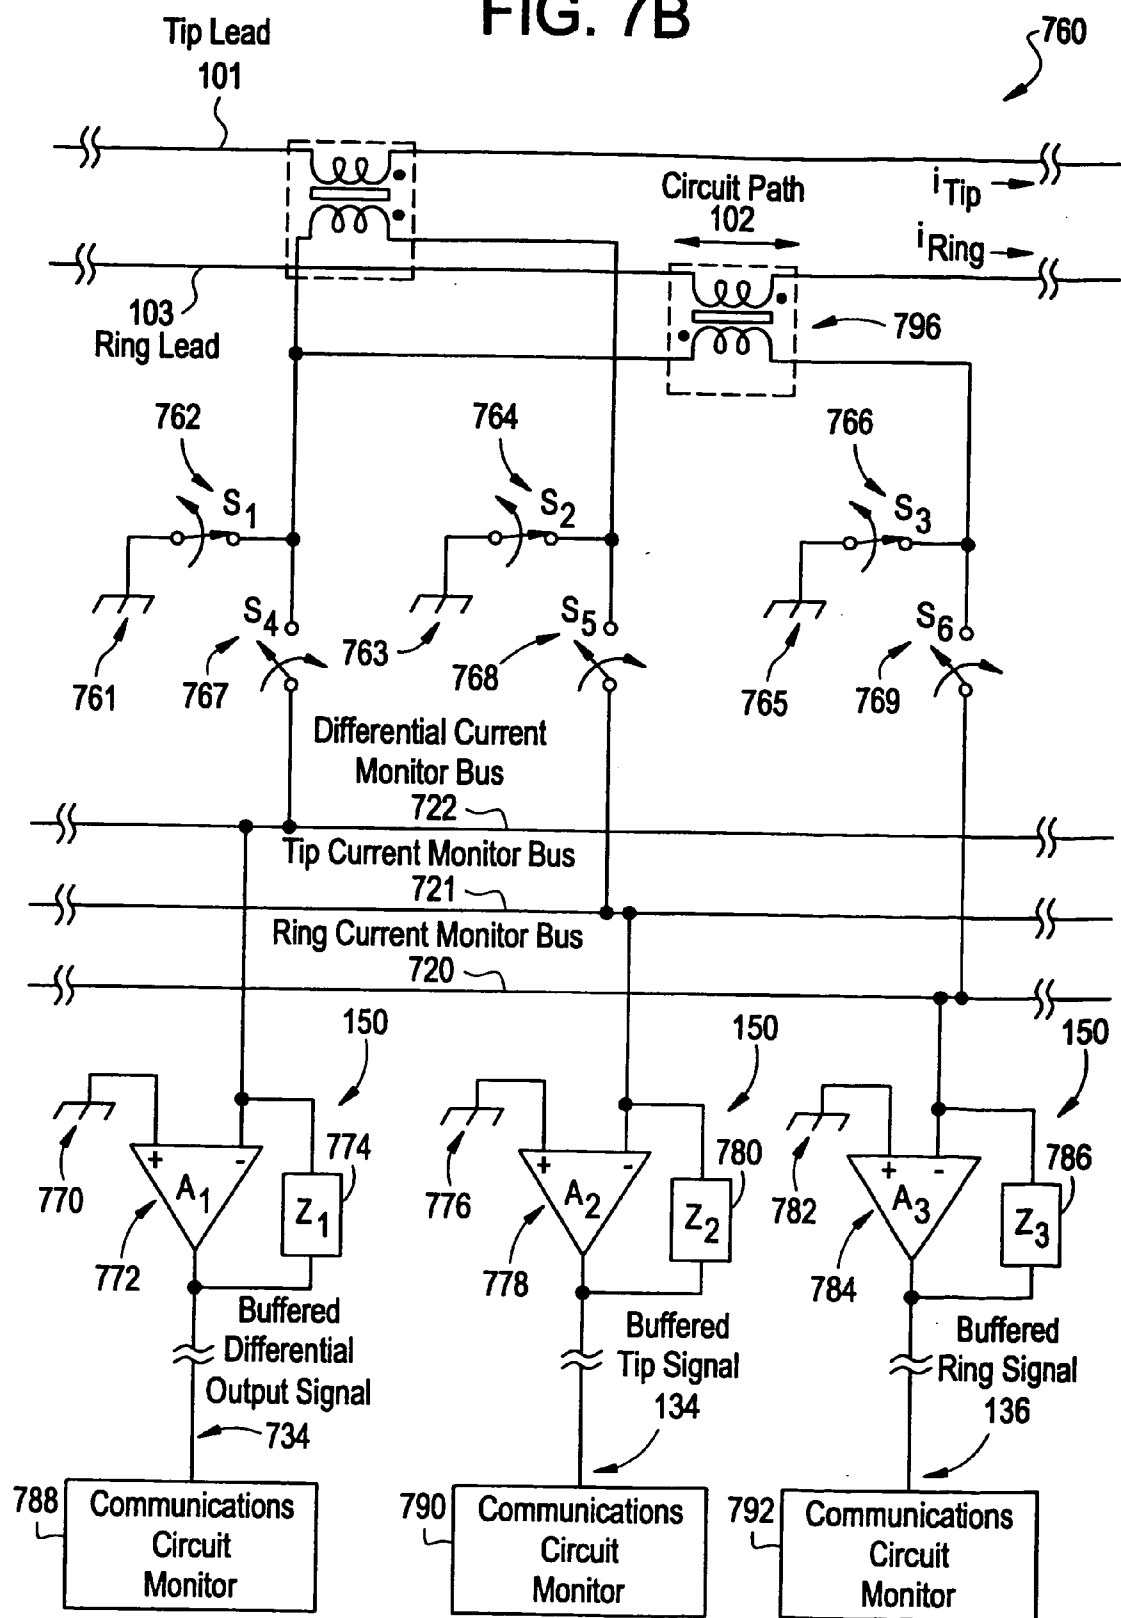 FIG. 7B
760
Tip Lead
101
i Tip
Circuit Path
102
i Ring
103
Ring Lead
796
762
764
766
S1
S2
S3
S4
S5
S6
761
767
763
768
765
769
Differential Current
Monitor Bus
722
Tip Current Monitor Bus
721
Ring Current Monitor Bus
720
150
150
150
770
+
-
A1
774
Z1
772
776
+
-
A2
780
Z2
778
782
+
-
A3
786
Z3
784
Buffered
Differential
Output Signal
734
Buffered
Tip Signal
134
Buffered
Ring Signal
136
788
Communications
Circuit
Monitor
790
Communications
Circuit
Monitor
792
Communications
Circuit
Monitor